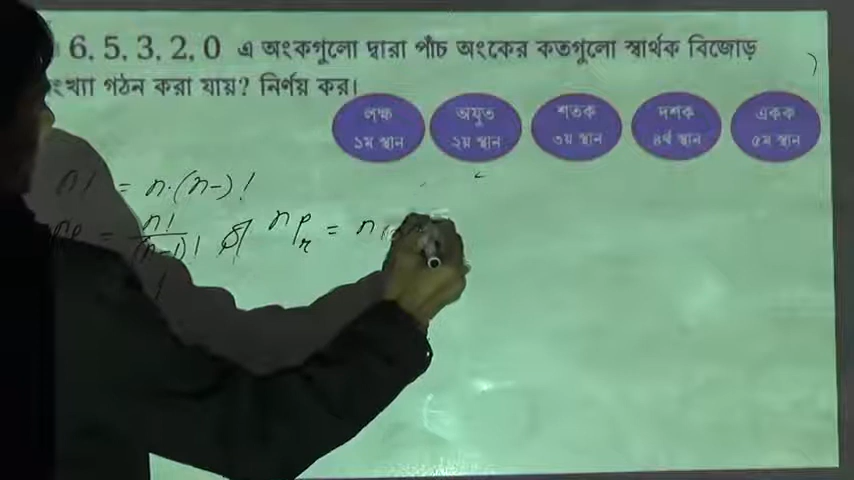 6, 5, 3, 2, 0 এ অংকগুলো দ্বারা পাঁচ অংকের কতগুলো স্বার্থক বিজোড়
ংখ্যা গঠন করা যায়? নির্ণয় কর।
লক্ষ অযুত শতক দশক একক
১ম স্থান ২য় স্থান ৩য় স্থান ৪র্থ স্থান ৫ম স্থান
n! = n·(n-)!
n! nPr = n